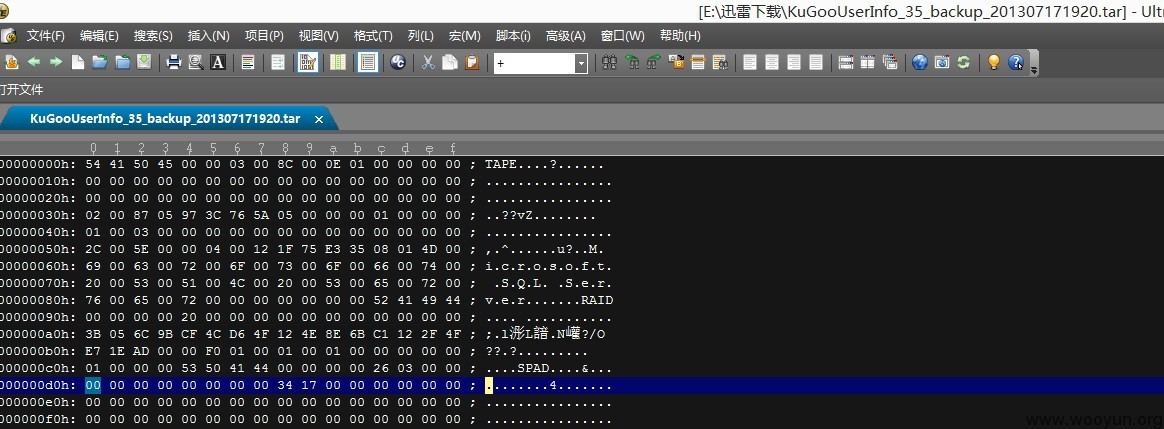 [E:\迅雷下载\KuGooUserInfo_35_backup_201307171920.tar] - Ultr
文件(F) 编辑(E) 搜索(S) 插入(N) 项目(P) 视图(V) 格式(T) 列(L) 宏(M) 脚本(i) 高级(A) 窗口(W) 帮助(H)
+
打开文件
KuGooUserInfo_35_backup_201307171920.tar ×
0 1 2 3 4 5 6 7 8 9 a b c d e f
00000000h: 54 41 50 45 00 00 03 00 8C 00 0E 01 00 00 00 00 ; TAPE....?......
00000010h: 00 00 00 00 00 00 00 00 00 00 00 00 00 00 00 00 ; ................
00000020h: 00 00 00 00 00 00 00 00 00 00 00 00 00 00 00 00 ; ................
00000030h: 02 00 87 05 97 3C 76 5A 05 00 00 00 01 00 00 00 ; ..??vZ........
00000040h: 01 00 03 00 00 00 00 00 00 00 00 00 00 00 00 00 ; ................
00000050h: 2C 00 5E 00 00 04 00 12 1F 75 E3 35 08 01 4D 00 ; ,.^......u?..M.
00000060h: 69 00 63 00 72 00 6F 00 73 00 6F 00 66 00 74 00 ; i.c.r.o.s.o.f.t.
00000070h: 20 00 53 00 51 00 4C 00 20 00 53 00 65 00 72 00 ; .S.Q.L. .S.e.r.
00000080h: 76 00 65 00 72 00 00 00 00 00 00 00 52 41 49 44 ; v.e.r.......RAID
00000090h: 00 00 00 00 20 00 00 00 00 00 00 00 00 00 00 00 ; .... ...........
000000a0h: 3B 05 6C 9B CF 4C D6 4F 12 4E 8E 6B C1 12 2F 4F ;
000000b0h: E7 1E AD 00 00 F0 01 00 01 00 01 00 00 00 00 00 ; ??.?.........
000000c0h: 01 00 00 00 53 50 41 44 00 00 00 00 26 03 00 00 ; ....SPAD....&...
000000d0h: 00 00 00 00 00 00 00 00 34 17 00 00 00 00 00 00 ; ........4.......
000000e0h: 00 00 00 00 00 00 00 00 00 00 00 00 00 00 00 00 ; ................
000000f0h: 00 00 00 00 00 00 00 00 00 00 00 00 00 00 00 00 ; ................
www.wooyun.org